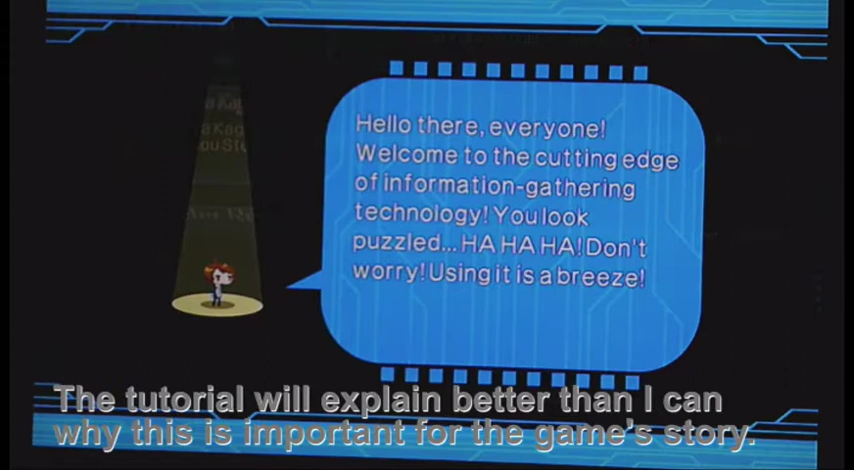 Hello there, everyone!
Welcome to the cutting edge
of information-gathering
technology! You look
puzzled... HA HA HA! Don't
worry! Using it is a breeze!
The tutorial will explain better than I can
why this is important for the game's story.